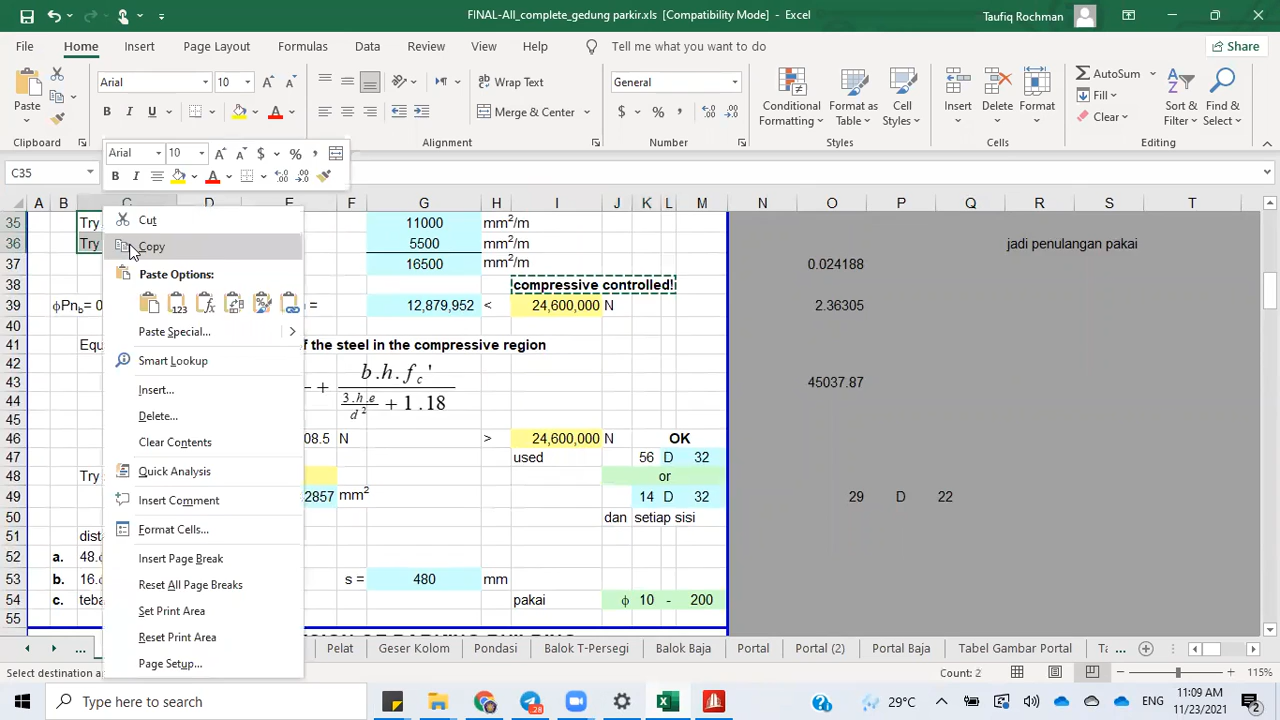 FINAL-All_complete_gedung parkir.xls [Compatibility Mode] - Excel
Taufiq Rochman
File Home Insert Page Layout Formulas Data Review View Help Tell me what you want to do Share
Arial 10 Wrap Text General AutoSum
Paste Merge & Center $ % , Conditional Formatting Format as Table Cell Styles Insert Delete Format Fill Clear Sort & Filter Find & Select
Clipboard Alignment Number Styles Cells Editing
Arial 10 $ % ,
C35
A B C D E F G H I J K L M N O P Q R S T
35 Try 11000 mm²/m
36 Try 5500 mm²/m jadi penulangan pakai
37 16500 mm²/m 0.024188
38 compressive controlled!
39 ϕPn_b= 0 = 12,879,952 < 24,600,000 N 2.36305
40
41 Equ f the steel in the compressive region
42
43 + b.h.f_c' 45037.87
44 3.h.e / d² + 1.18
45
46 08.5 N > 24,600,000 N OK
47 used 56 D 32
48 Try or
49 2857 mm² 14 D 32 29 D 22
50 dan setiap sisi
51 dist
52 a. 48.
53 b. 16. s = 480 mm
54 c. teba pakai ϕ 10 - 200
55
Cut
Copy
Paste Options:
Paste Special...
Smart Lookup
Insert...
Delete...
Clear Contents
Quick Analysis
Insert Comment
Format Cells...
Insert Page Break
Reset All Page Breaks
Set Print Area
Reset Print Area
Page Setup...
... Pelat Geser Kolom Pondasi Balok T-Persegi Balok Baja Portal Portal (2) Portal Baja Tabel Gambar Portal Ta ...
Select destination a Count: 2 115%
Type here to search 28 29°C ENG 11:09 AM
11/23/2021 2